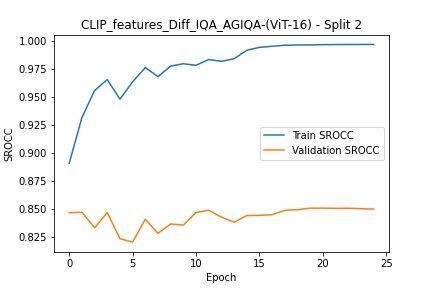 CLIP_features_Diff_IQA_AGIQA-(ViT-16) - Split 2
1.000
0.975
0.950
0.925
0.900
0.875
0.850
0.825
SROCC
Train SROCC
Validation SROCC
0 5 10 15 20 25
Epoch